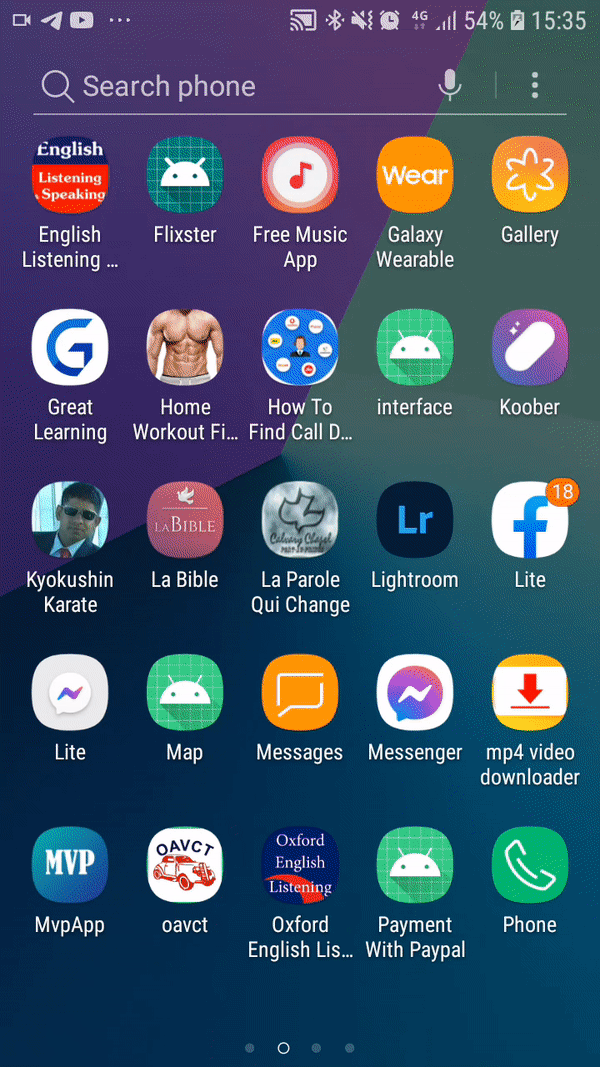 4G 54% 15:35
Search phone
English
Listening
Speaking
Wear
English
Listening ...
Flixster
Free Music
App
Galaxy
Wearable
Gallery
Great
Learning
Home
Workout Fi...
How To
Find Call D...
interface
Koober
LA BIBLE
Calvary Chapel
Lr
18
Kyokushin
Karate
La Bible
La Parole
Qui Change
Lightroom
Lite
Lite
Map
Messages
Messenger
mp4 video
downloader
MVP
OAVCT
Oxford
English
Listening
MvpApp
oavct
Oxford
English Lis...
Payment
With Paypal
Phone